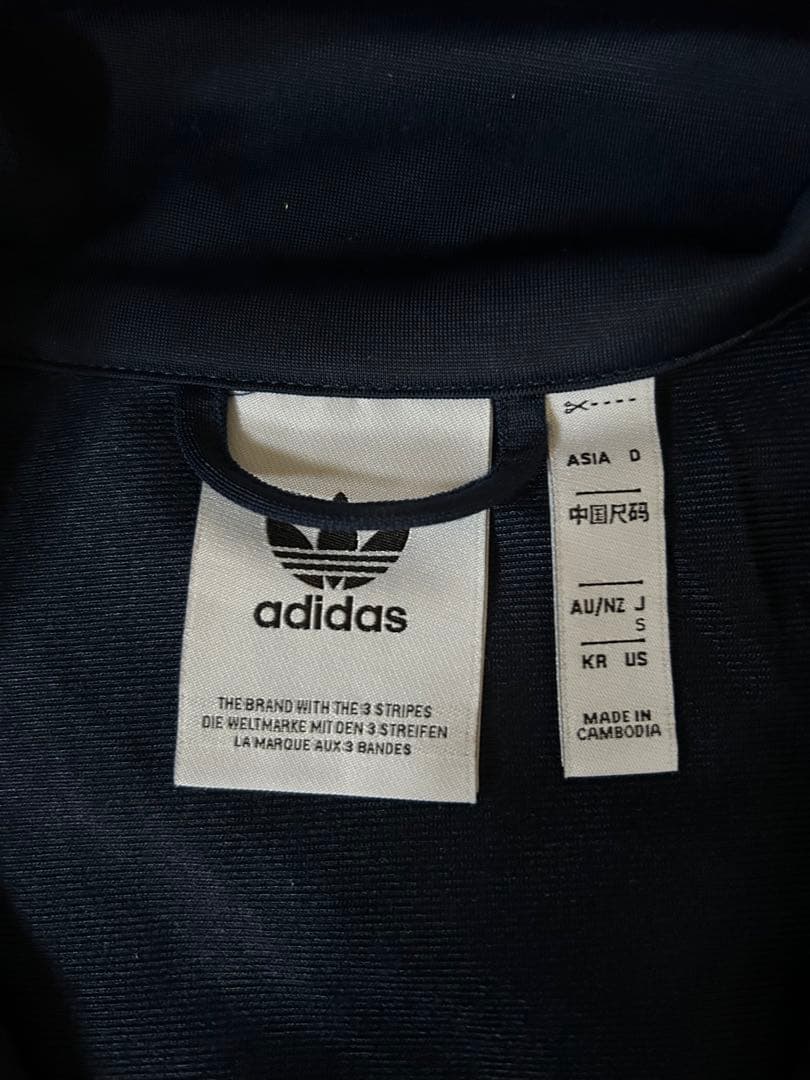 adidas
THE BRAND WITH THE 3 STRIPES
DIE WELTMARKE MIT DEN 3 STREIFEN
LA MARQUE AUX 3 BANDES
ASIA D
中国尺码
AU/NZ J
S
KR US
MADE IN
CAMBODIA